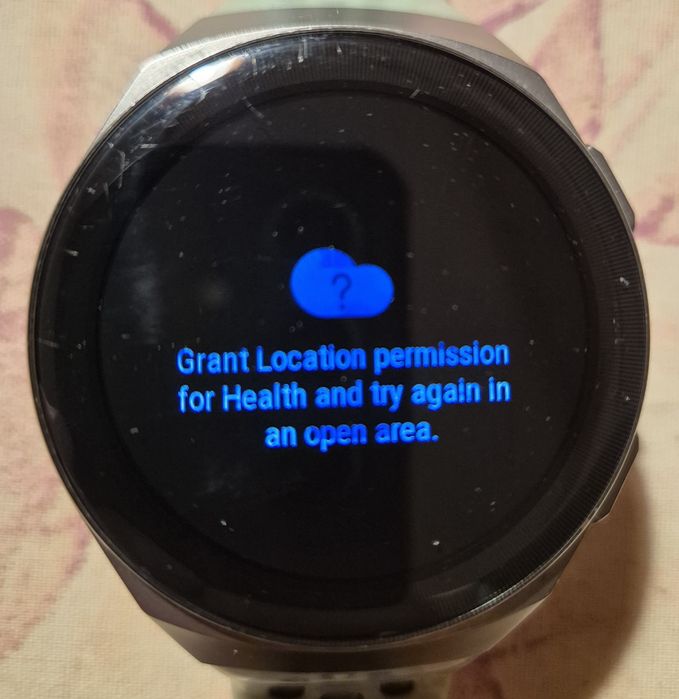 ?
Grant Location permission
for Health and try again in
an open area.